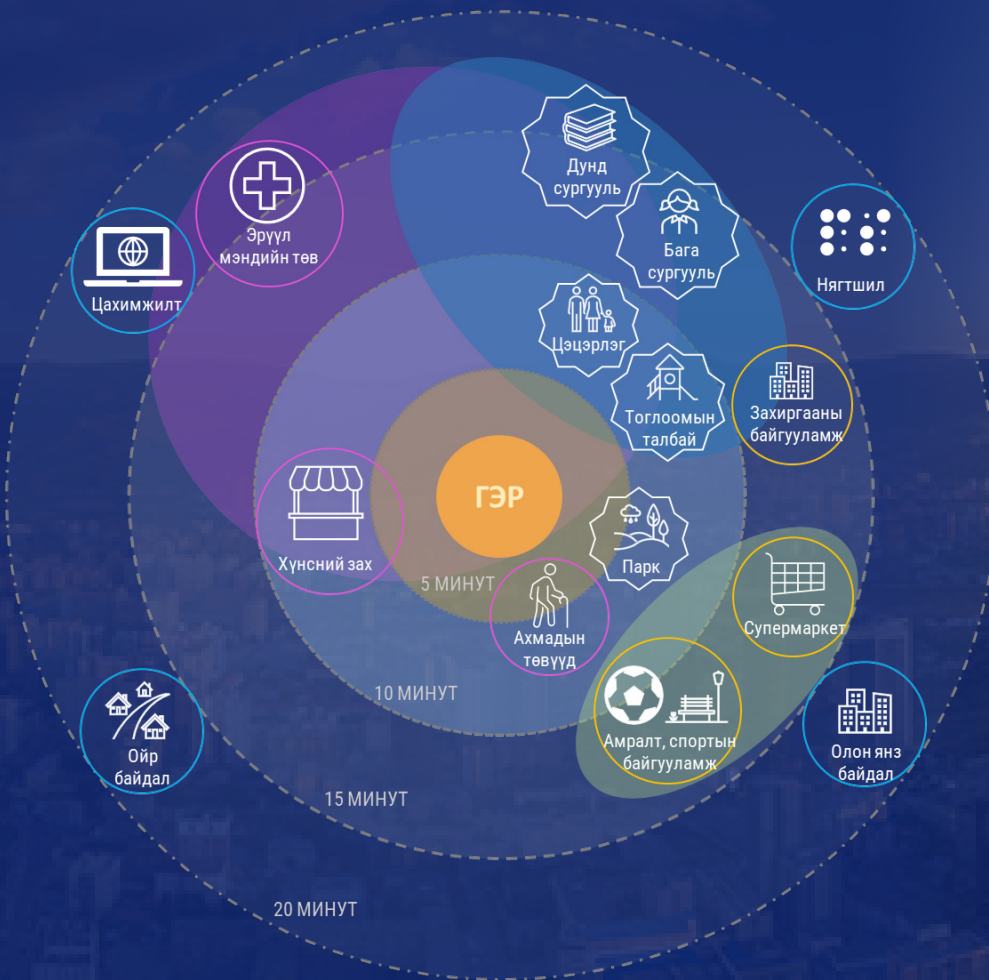 Дунд
сургууль
Бага
сургууль
Эрүүл
мэндийн төв
Цахимжилт
Нягтшил
Цэцэрлэг
Тоглоомын
талбай
Захиргааны
байгууламж
ГЭР
Хүнсний зах
Парк
5 МИНУТ
Ахмадын
төвүүд
Супермаркет
10 МИНУТ
Амралт, спортын
байгууламж
Ойр
байдал
Олон янз
байдал
15 МИНУТ
20 МИНУТ